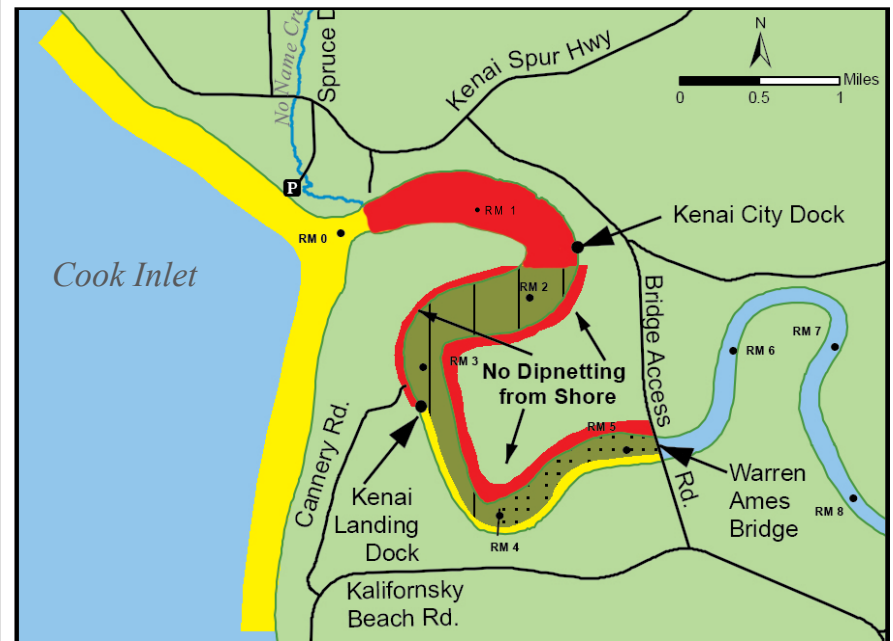 No Name Cre
Spruce D
Kenai Spur Hwy
N
Miles
0 0.5 1
P
RM 1
Kenai City Dock
RM 0
Cook Inlet
RM 2
Bridge Access
Rd.
RM 7
RM 6
RM 3
No Dipnetting
from Shore
Cannery Rd.
RM 5
Kenai
Landing
Dock
Warren
Ames
Bridge
RM 8
RM 4
Kalifornsky
Beach Rd.